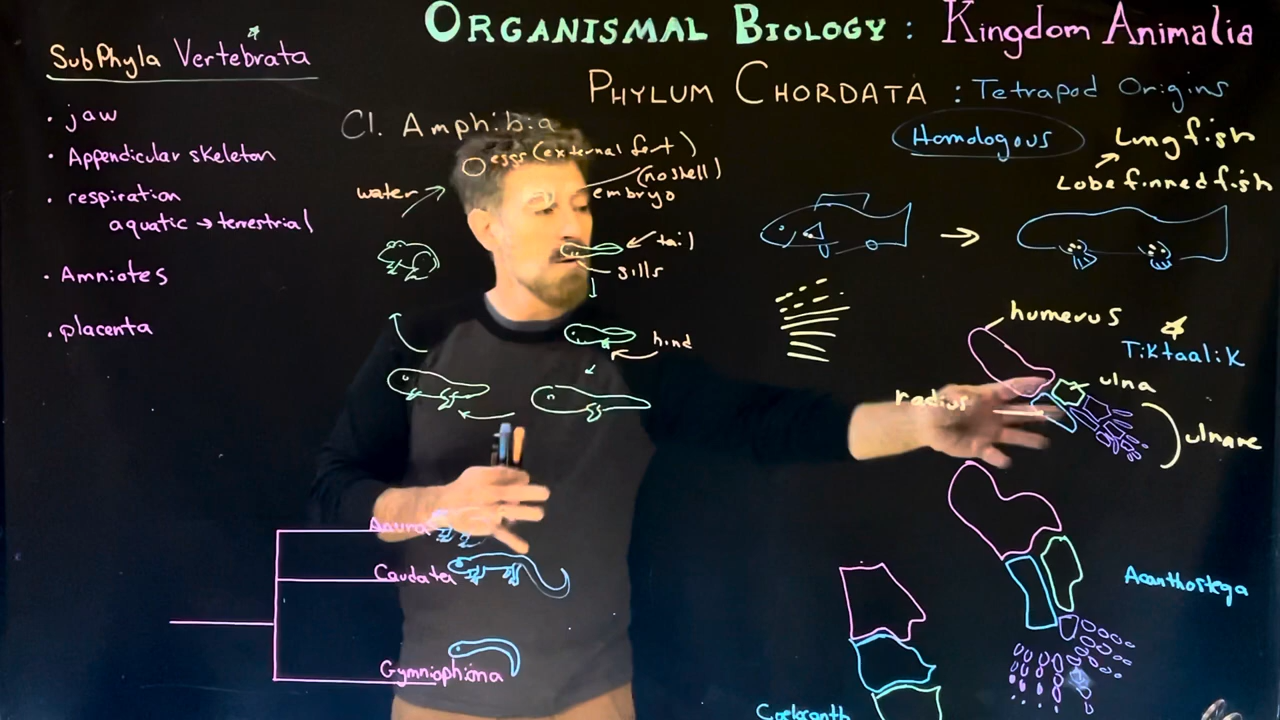 ORGANISMAL BIOLOGY : Kingdom Animalia
PHYLUM CHORDATA : Tetrapod Origins
SubPhyla Vertebrata
• jaw
• Appendicular skeleton
• respiration
aquatic → terrestrial
• Amniotes
• placenta
Cl. Amphibia
eggs (external fert)
(no shell)
embryo
water
tail
gills
hind
Anura
Caudata
Gymniophiona
Homologous
Lungfish
Lobe finned fish
humerus
Tiktaalik
ulna
radius
ulnare
Acanthostega
Coelacanth